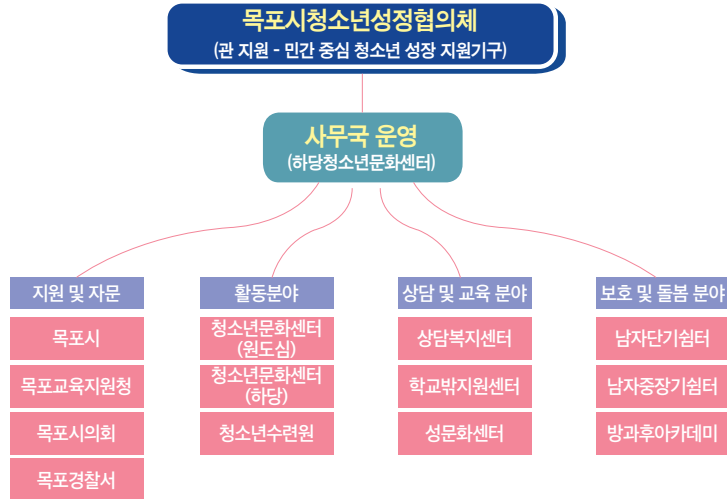 목포시청소년성정협의체
(관 지원 - 민간 중심 청소년 성장 지원기구)
사무국 운영
(하당청소년문화센터)
지원 및 자문
목포시
목포교육지원청
목포시의회
목포경찰서
활동분야
청소년문화센터
(원도심)
청소년문화센터
(하당)
청소년수련원
상담 및 교육 분야
상담복지센터
학교밖지원센터
성문화센터
보호 및 돌봄 분야
남자단기쉼터
남자중장기쉼터
방과후아카데미